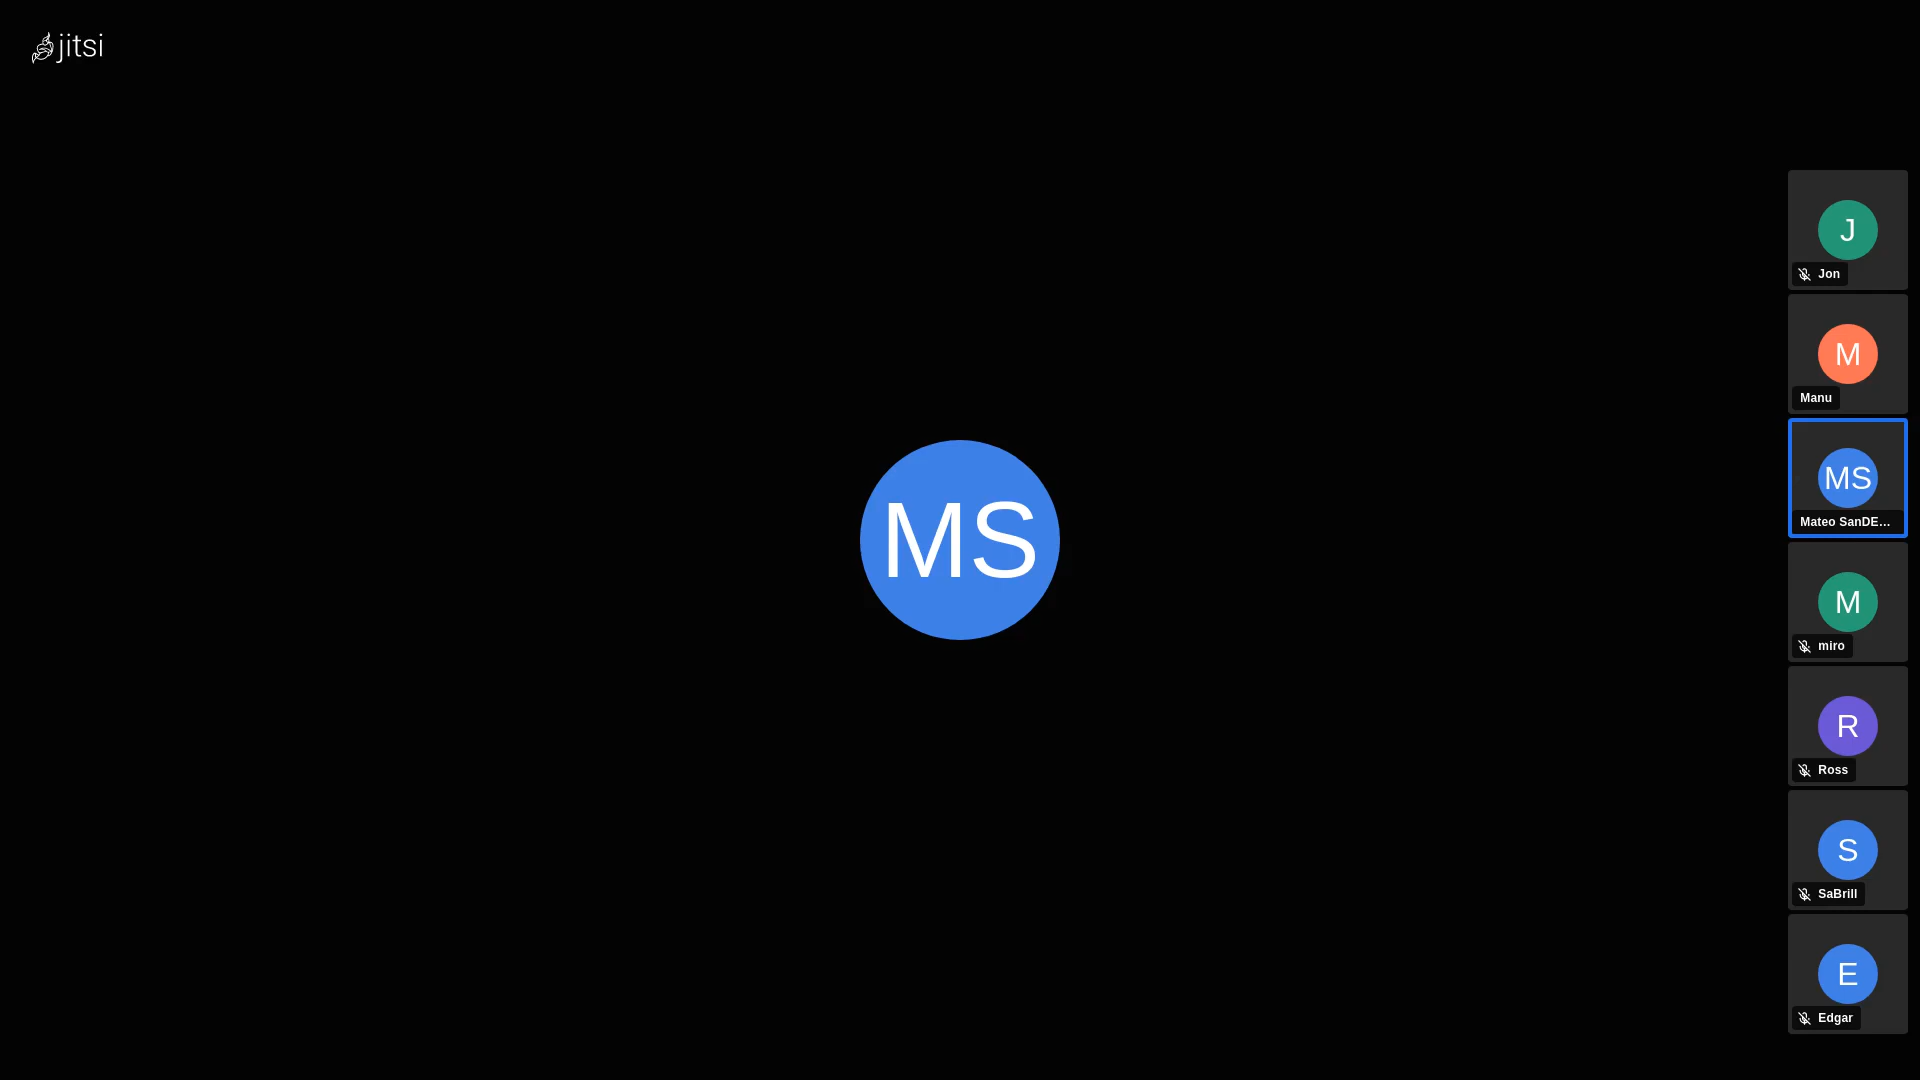 jitsi
MS
J
Jon
M
Manu
MS
Mateo SanDE...
M
miro
R
Ross
S
SaBrill
E
Edgar